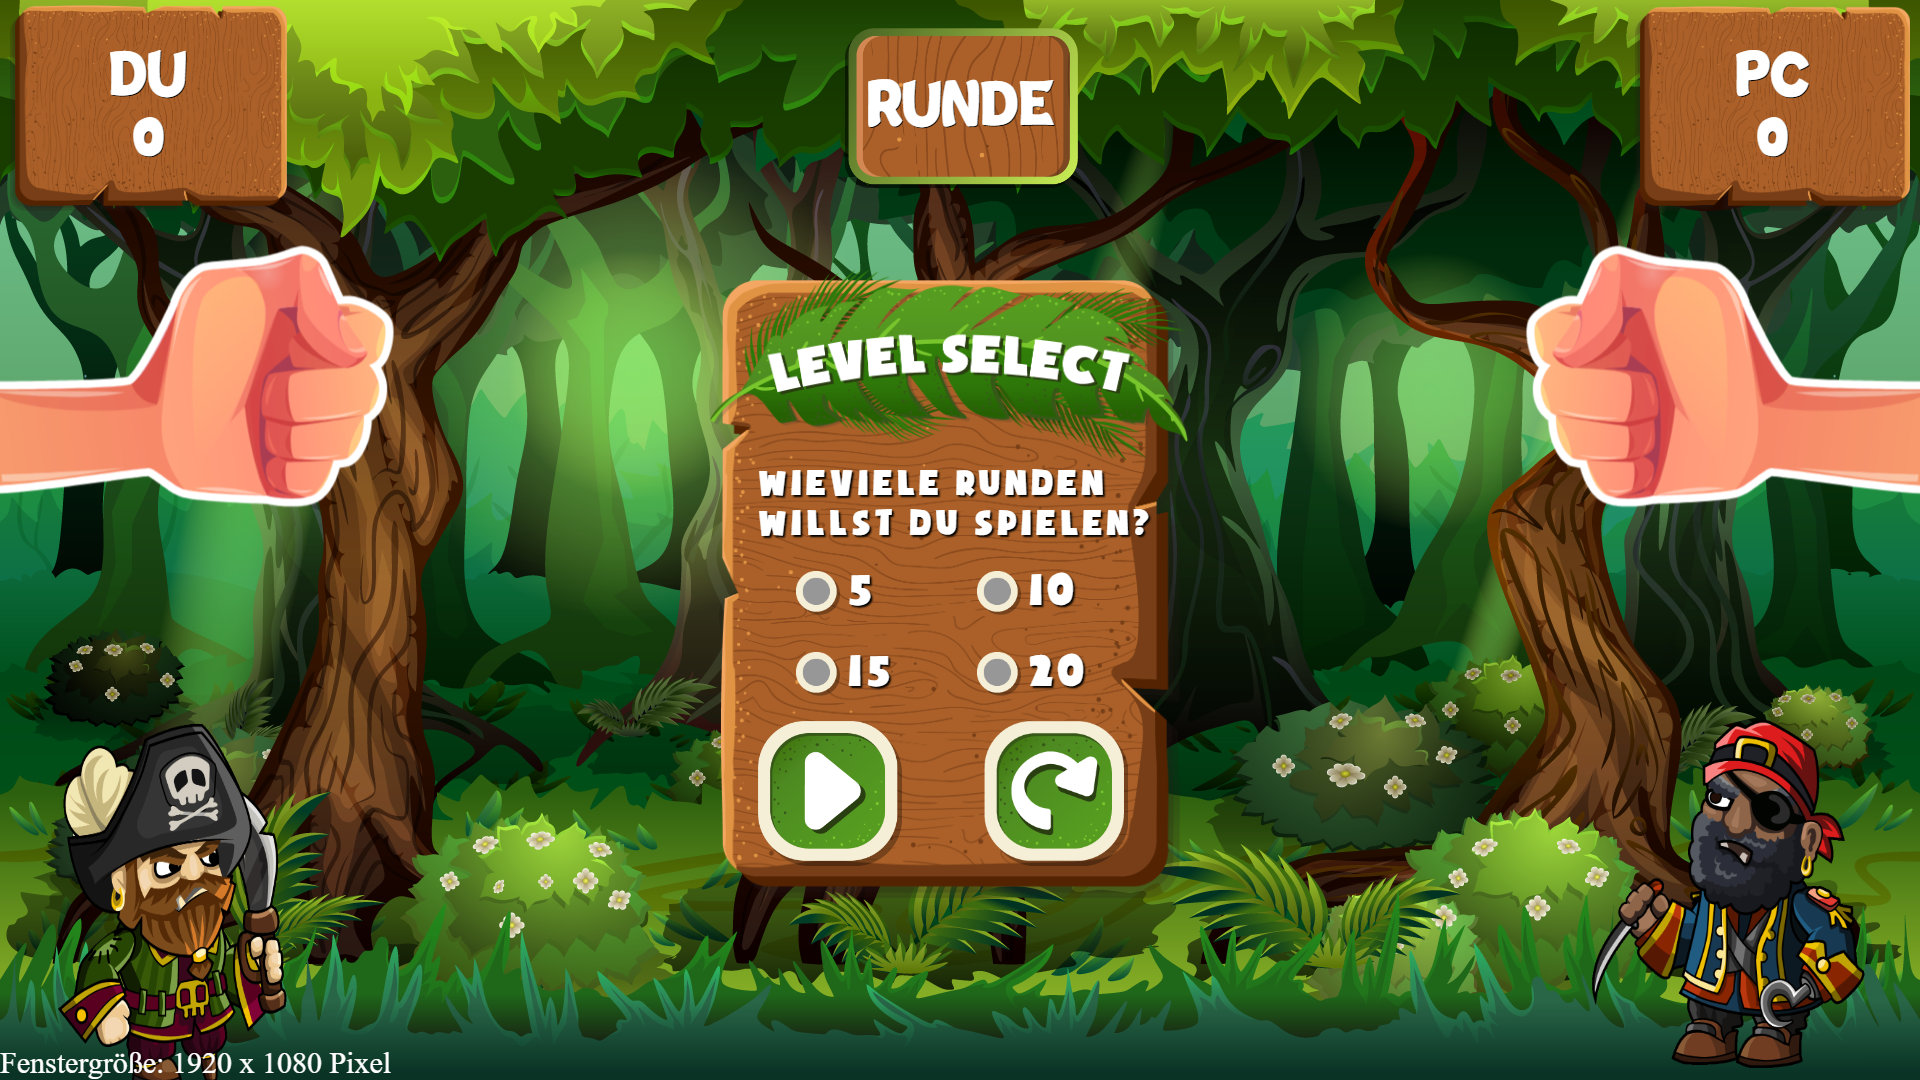 DU
0
RUNDE
PC
0
LEVEL SELECT
WIEVIELE RUNDEN
WILLST DU SPIELEN?
5
10
15
20
Fenstergröße: 1920 x 1080 Pixel